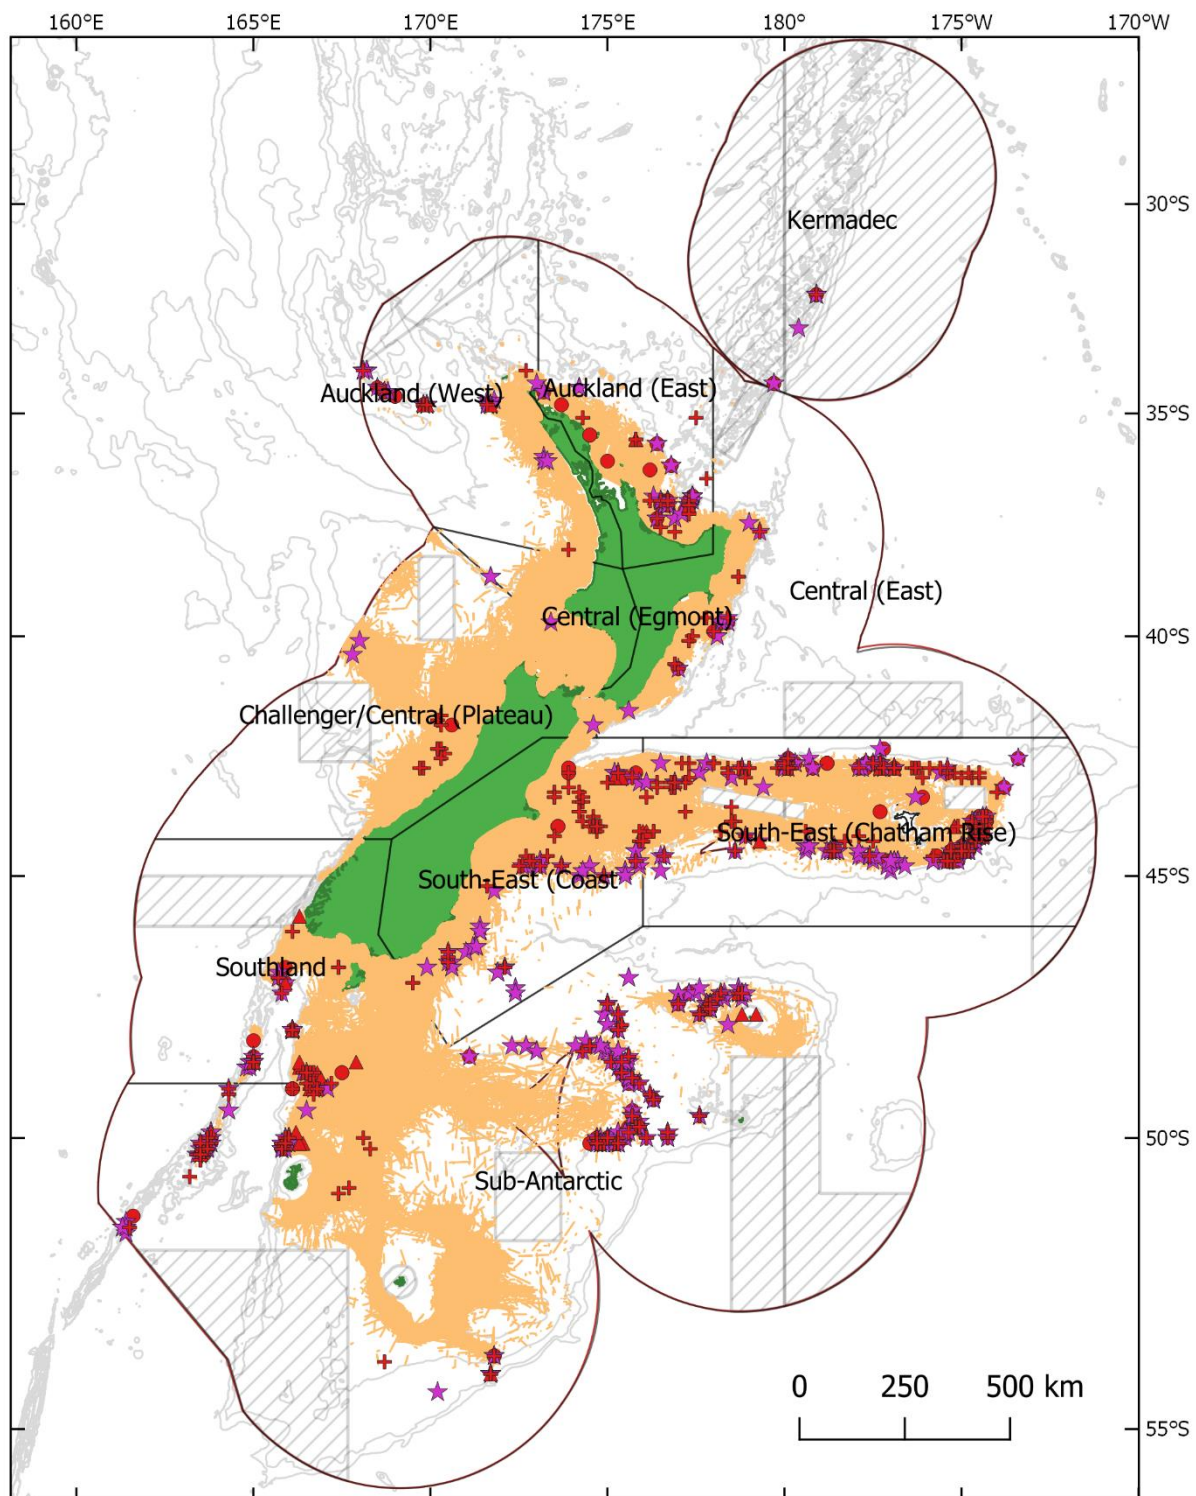 160°E 165°E 170°E 175°E 180° 175°W 170°W
30°S
Kermadec
Auckland (West) Auckland (East)
35°S
Central (East)
Central (Egmont)
40°S
Challenger/Central (Plateau)
South-East (Chatham Rise)
South-East (Coast
45°S
Southland
50°S
Sub-Antarctic
0 250 500 km
55°S